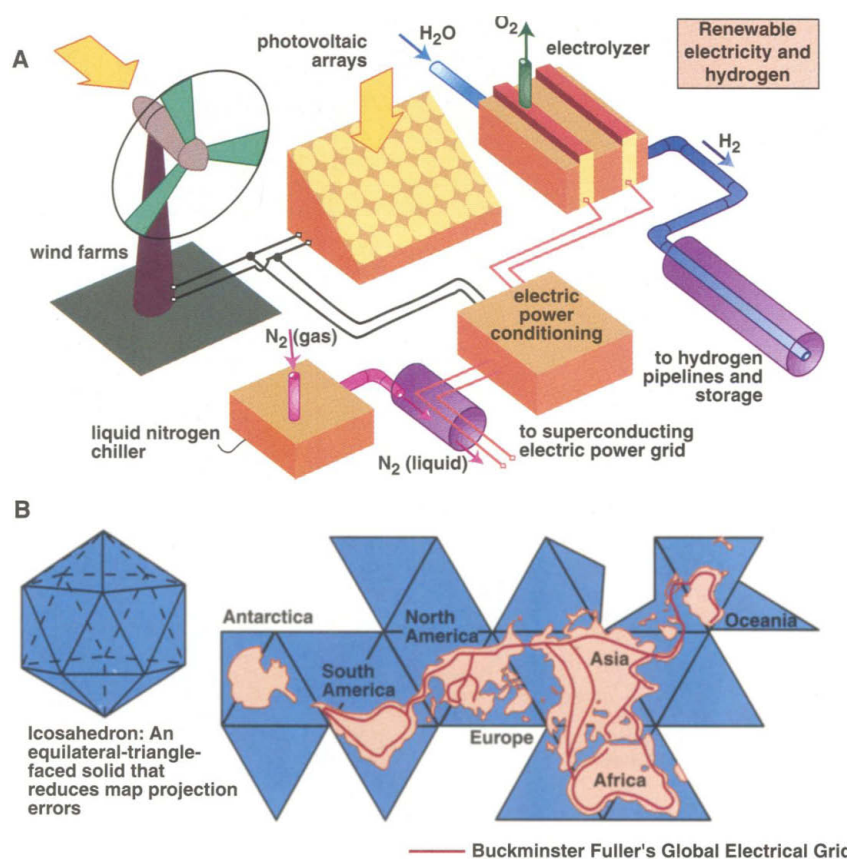 A
photovoltaic
arrays
H2O
O2
electrolyzer
Renewable
electricity and
hydrogen
H2
wind farms
N2 (gas)
electric
power
conditioning
to hydrogen
pipelines and
storage
liquid nitrogen
chiller
N2 (liquid)
to superconducting
electric power grid
B
Antarctica
North
America
South
America
Asia
Oceania
Europe
Africa
Icosahedron: An
equilateral-triangle-
faced solid that
reduces map projection
errors
Buckminster Fuller's Global Electrical Grid